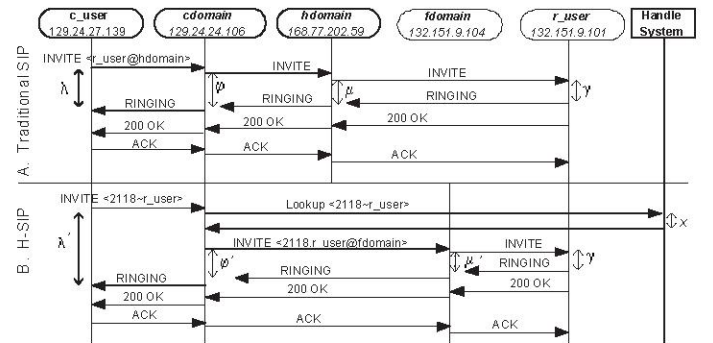 c_user
129.24.27.139
cdomain
129.24.24.106
hdomain
168.77.202.59
fdomain
132.151.9.104
r_user
132.151.9.101
Handle
System
A. Traditional SIP
INVITE <r_user@hdomain>
INVITE
INVITE
λ
φ
μ
γ
RINGING
RINGING
RINGING
200 OK
200 OK
200 OK
ACK
ACK
ACK
B. H-SIP
INVITE <2118~r_user>
Lookup <2118~r_user>
x
λ′
INVITE <2118.r_user@fdomain>
INVITE
φ′
μ′
γ
RINGING
RINGING
RINGING
200 OK
200 OK
200 OK
ACK
ACK
ACK